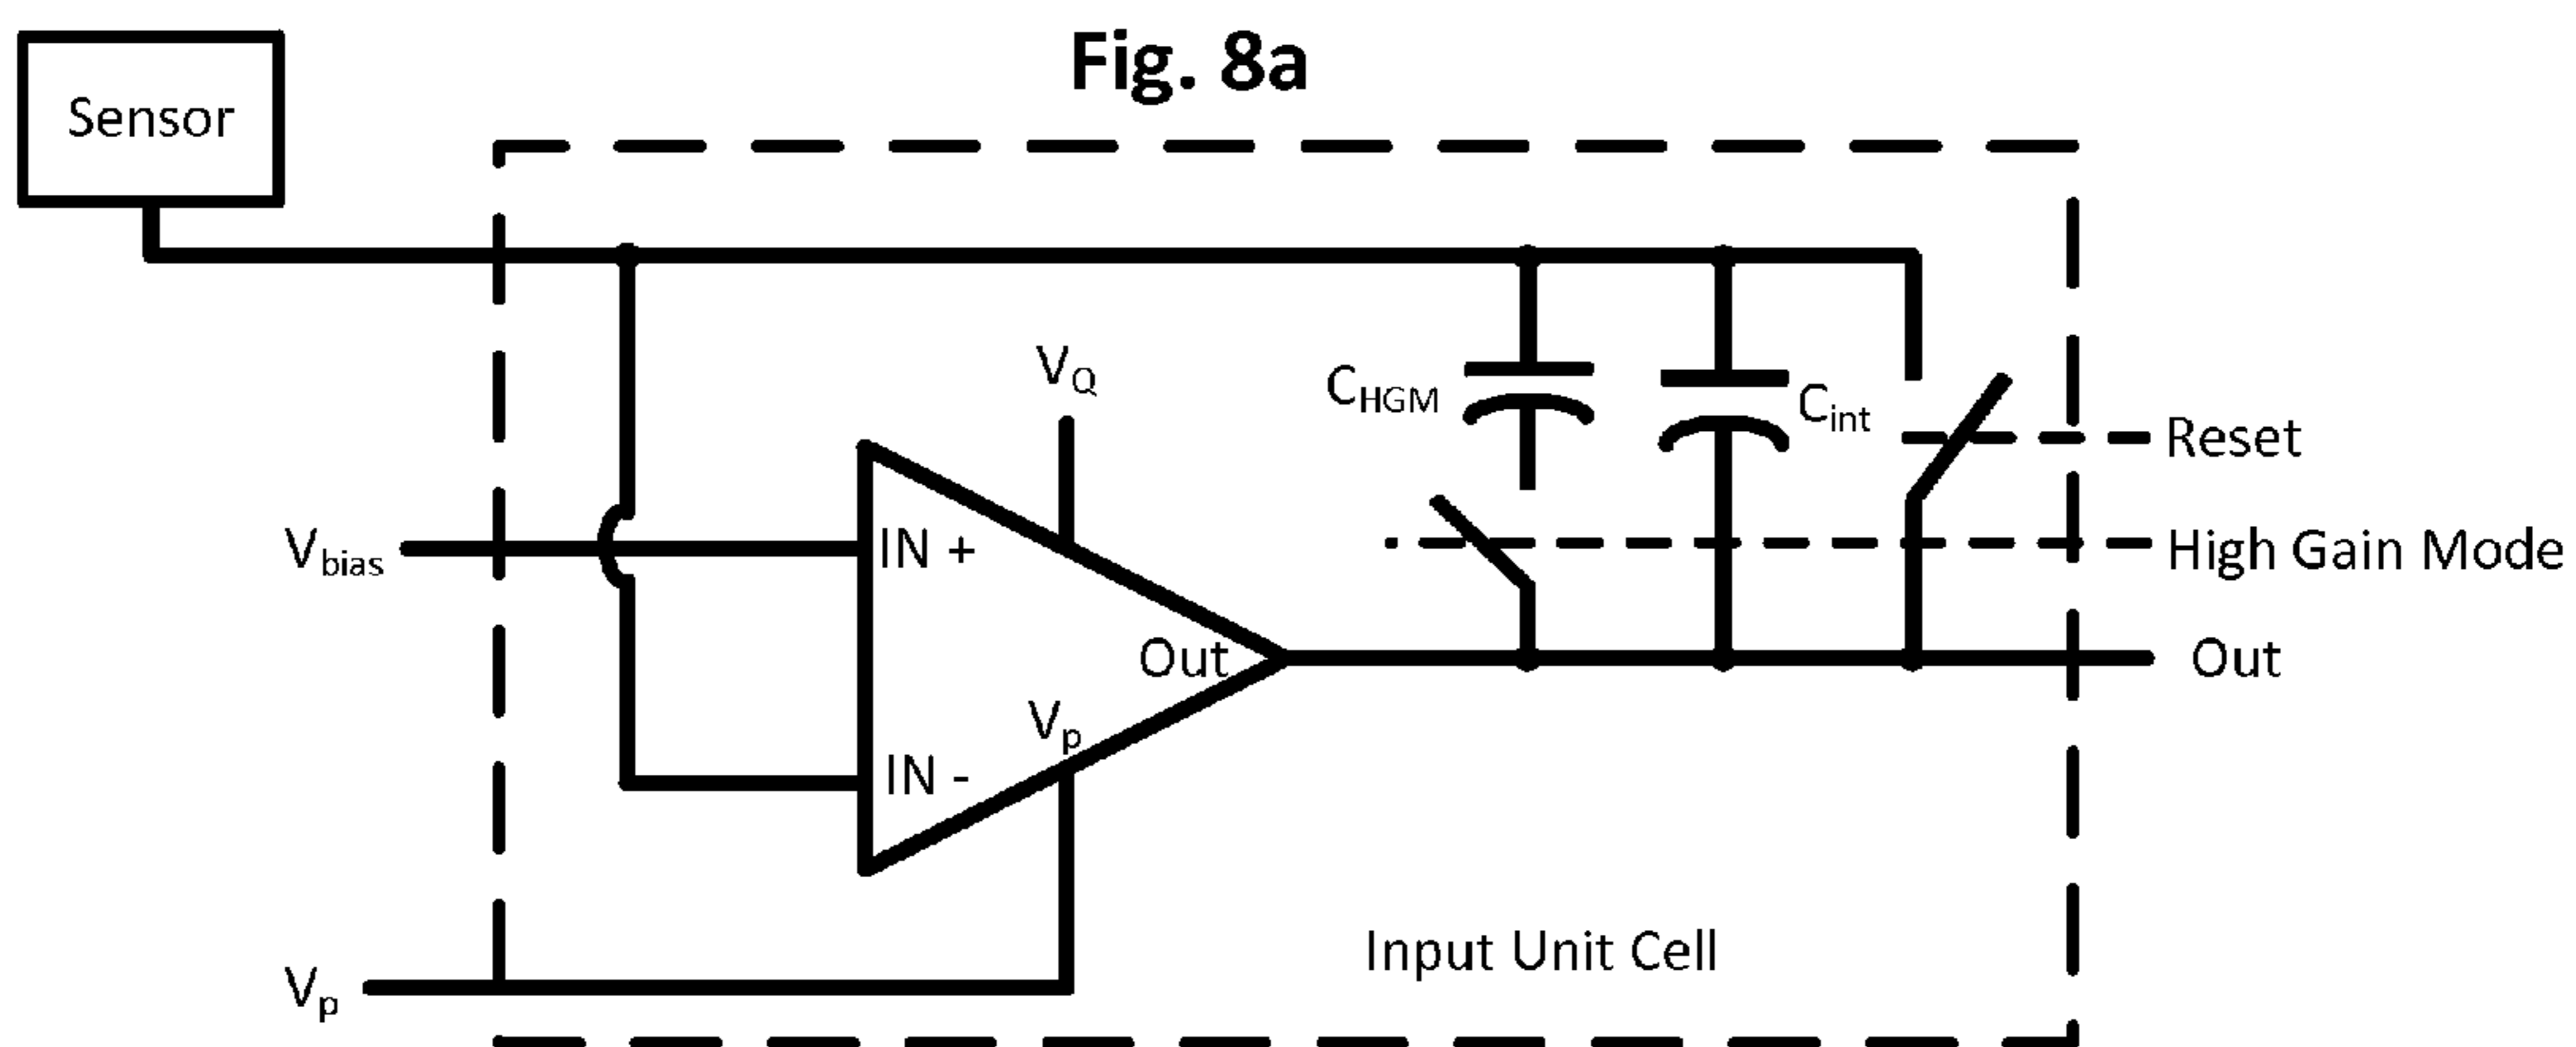 Fig. 8a
Sensor
V_Q
C_HGM
C_int
Reset
V_bias
IN +
High Gain Mode
Out
Out
V_p
IN -
Input Unit Cell
V_p